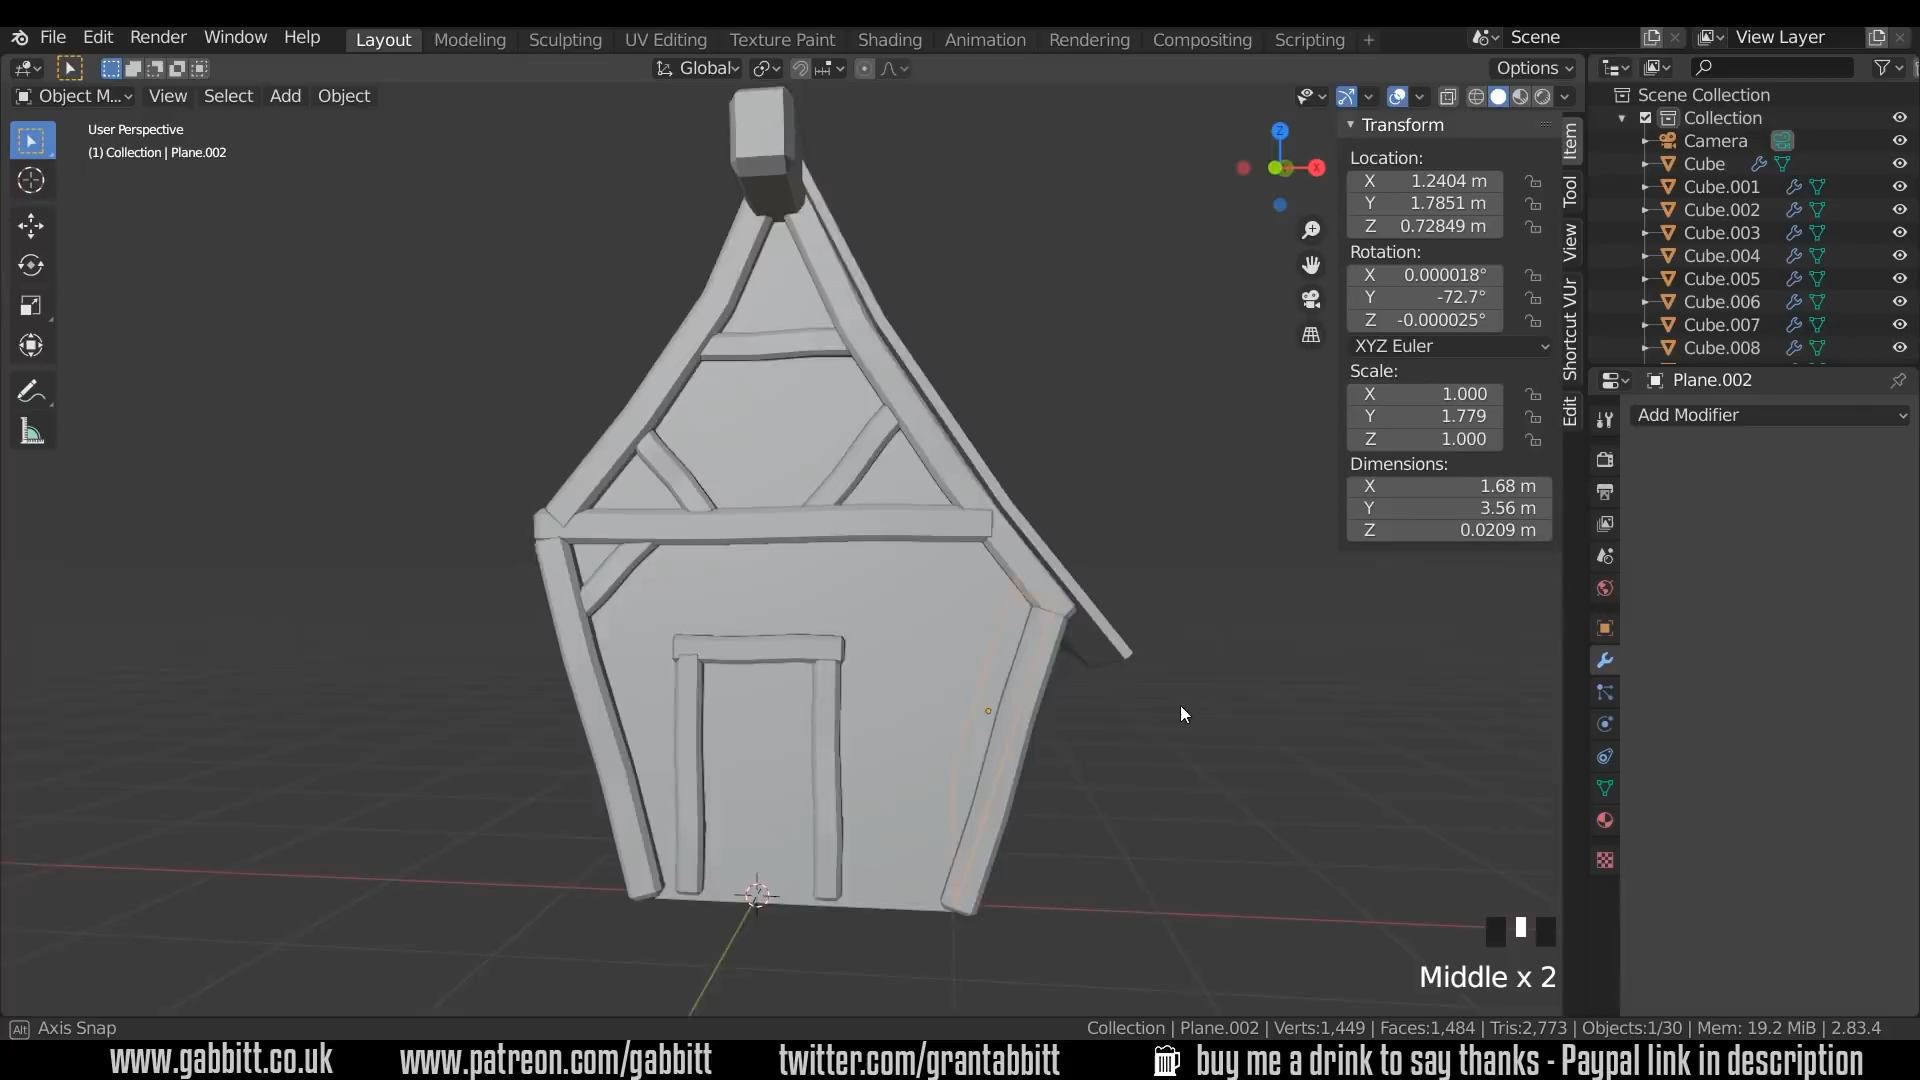 File Edit Render Window Help Layout Modeling Sculpting UV Editing Texture Paint Shading Animation Rendering Compositing Scripting + Scene View Layer
Global Options
Object M... View Select Add Object
User Perspective
(1) Collection | Plane.002
Transform
Location:
X 1.2404 m
Y 1.7851 m
Z 0.72849 m
Rotation:
X 0.000018°
Y -72.7°
Z -0.000025°
XYZ Euler
Scale:
X 1.000
Y 1.779
Z 1.000
Dimensions:
X 1.68 m
Y 3.56 m
Z 0.0209 m
Item
Tool
View
Shortcut VUr
Edit
Z
X
Scene Collection
Collection
Camera
Cube
Cube.001
Cube.002
Cube.003
Cube.004
Cube.005
Cube.006
Cube.007
Cube.008
Plane.002
Add Modifier
Middle x 2
Alt Axis Snap
Collection | Plane.002 | Verts:1,449 | Faces:1,484 | Tris:2,773 | Objects:1/30 | Mem: 19.2 MiB | 2.83.4
www.gabbitt.co.uk www.patreon.com/gabbitt twitter.com/grantabbitt buy me a drink to say thanks - Paypal link in description